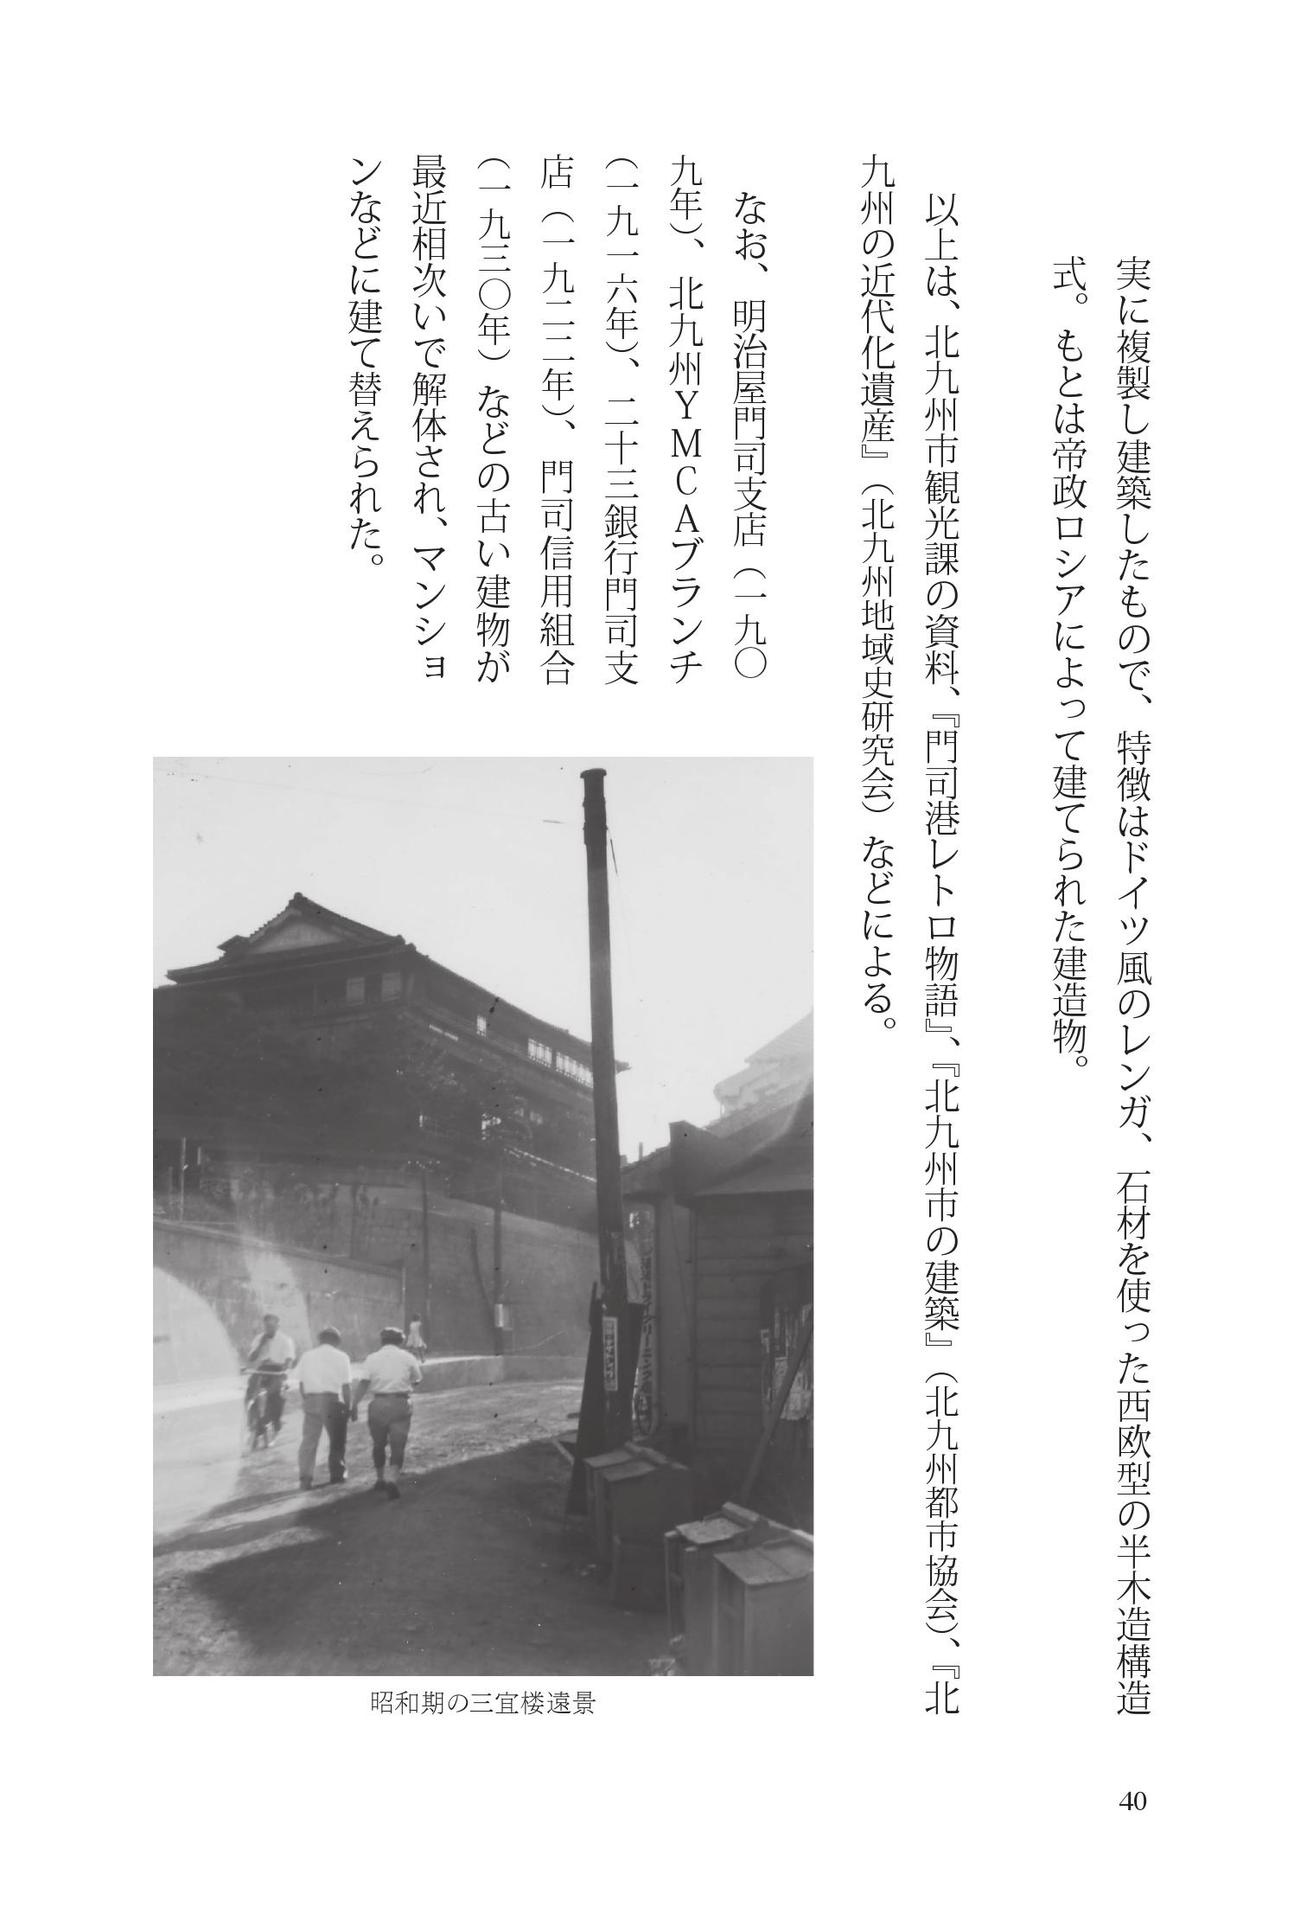 実に複製し建築したもので、特徴はドイツ風のレンガ、石材を使った西欧型の半木造構造
式。もとは帝政ロシアによって建てられた建造物。
以上は、北九州市観光課の資料、『門司港レトロ物語』、『北九州市の建築』（北九州都市協会）、『北
九州の近代化遺産』（北九州地域史研究会）などによる。
なお、明治屋門司支店（一九〇
九年）、北九州ＹＭＣＡブランチ
（一九一六年）、二十三銀行門司支
店（一九二二年）、門司信用組合
（一九三〇年）などの古い建物が
最近相次いで解体され、マンショ
ンなどに建て替えられた。
昭和期の三宜楼遠景
40